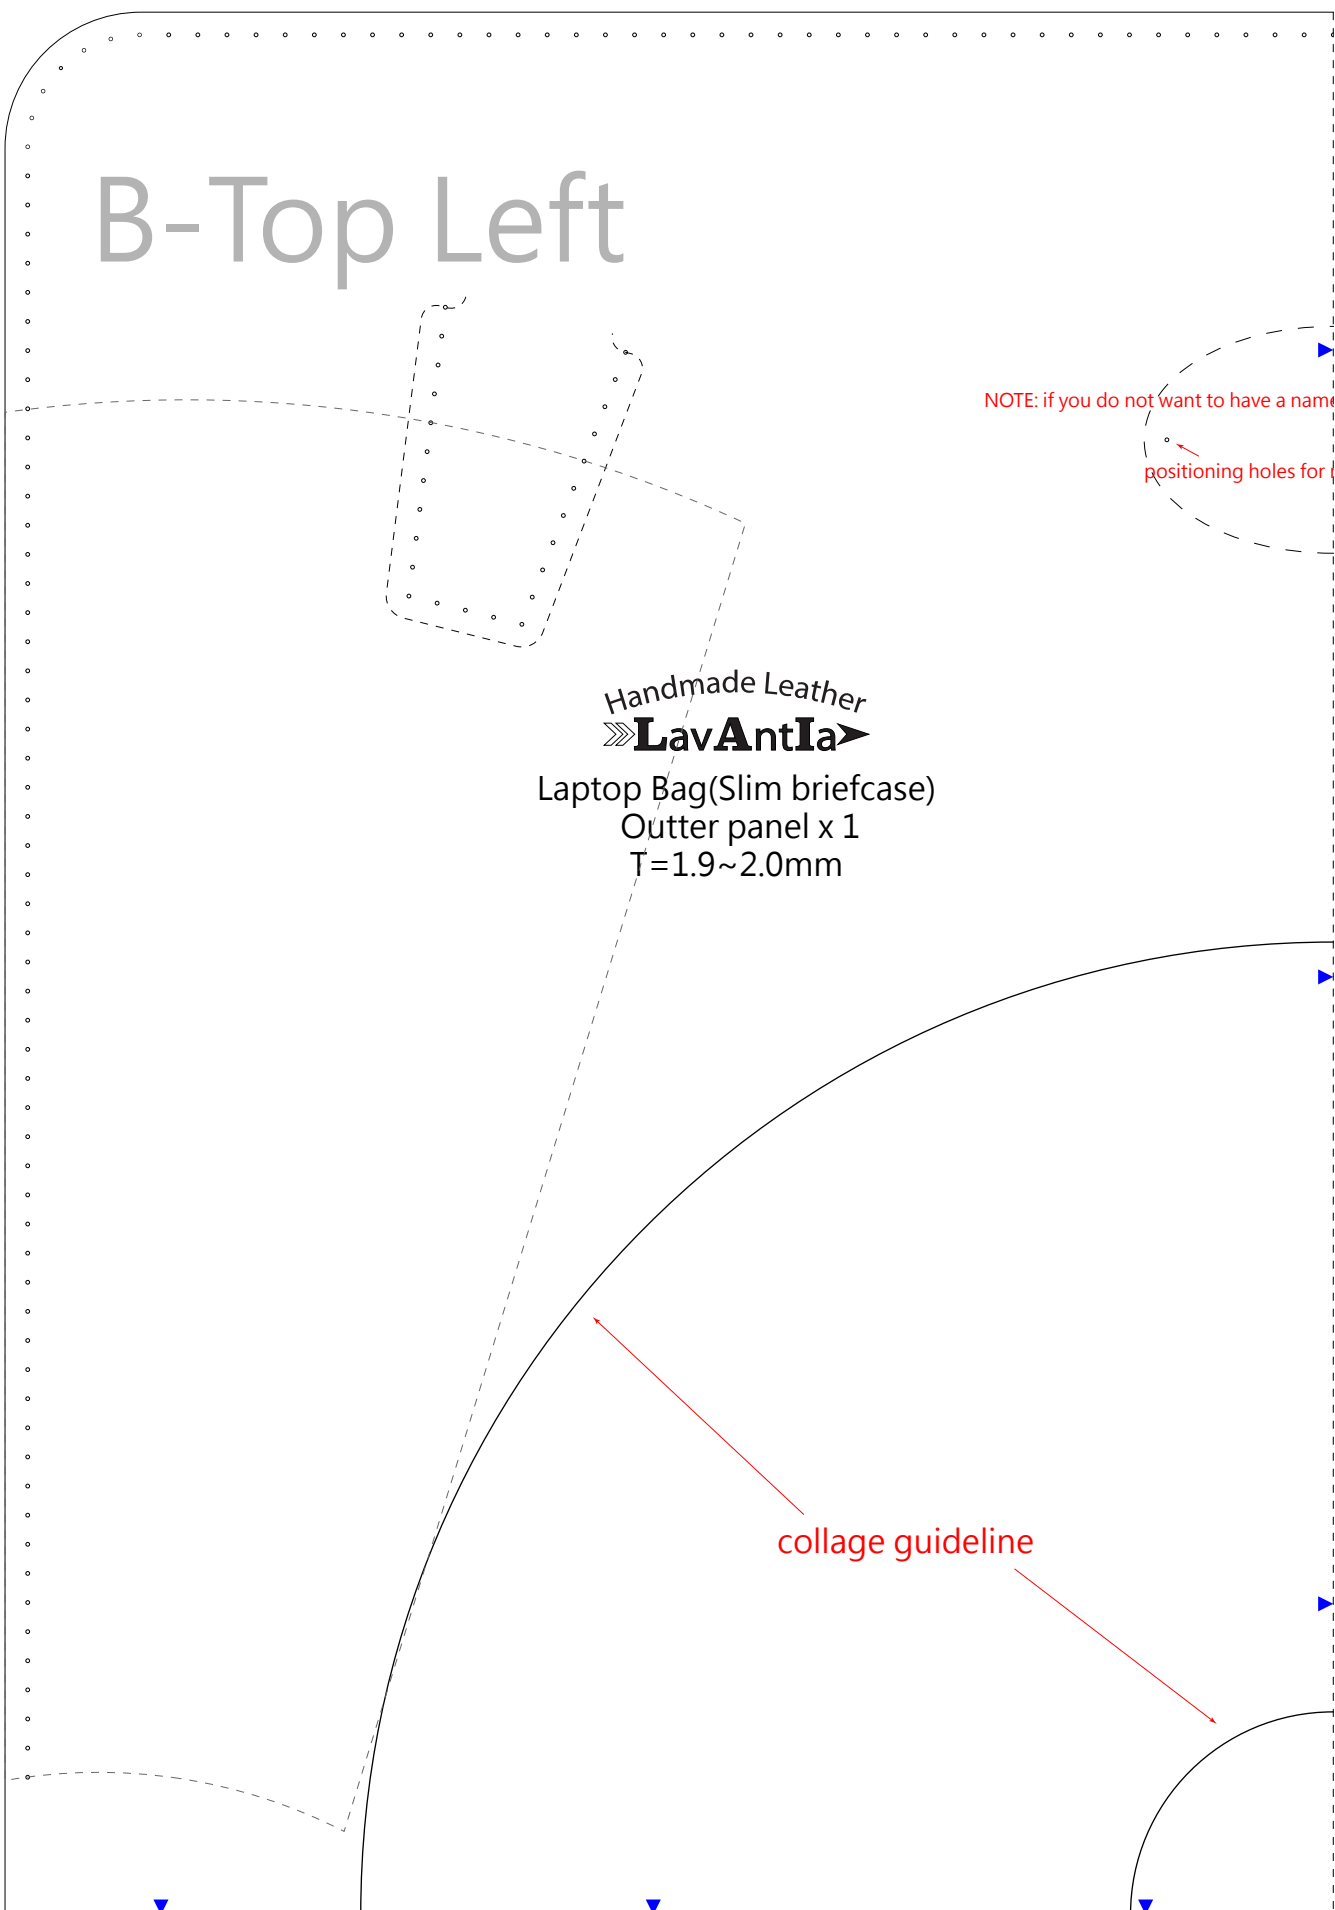 B-Top Left
NOTE: if you do not want to have a name
positioning holes for
Handmade Leather
LavAntIa
Laptop Bag(Slim briefcase)
Outter panel x 1
T=1.9~2.0mm
collage guideline